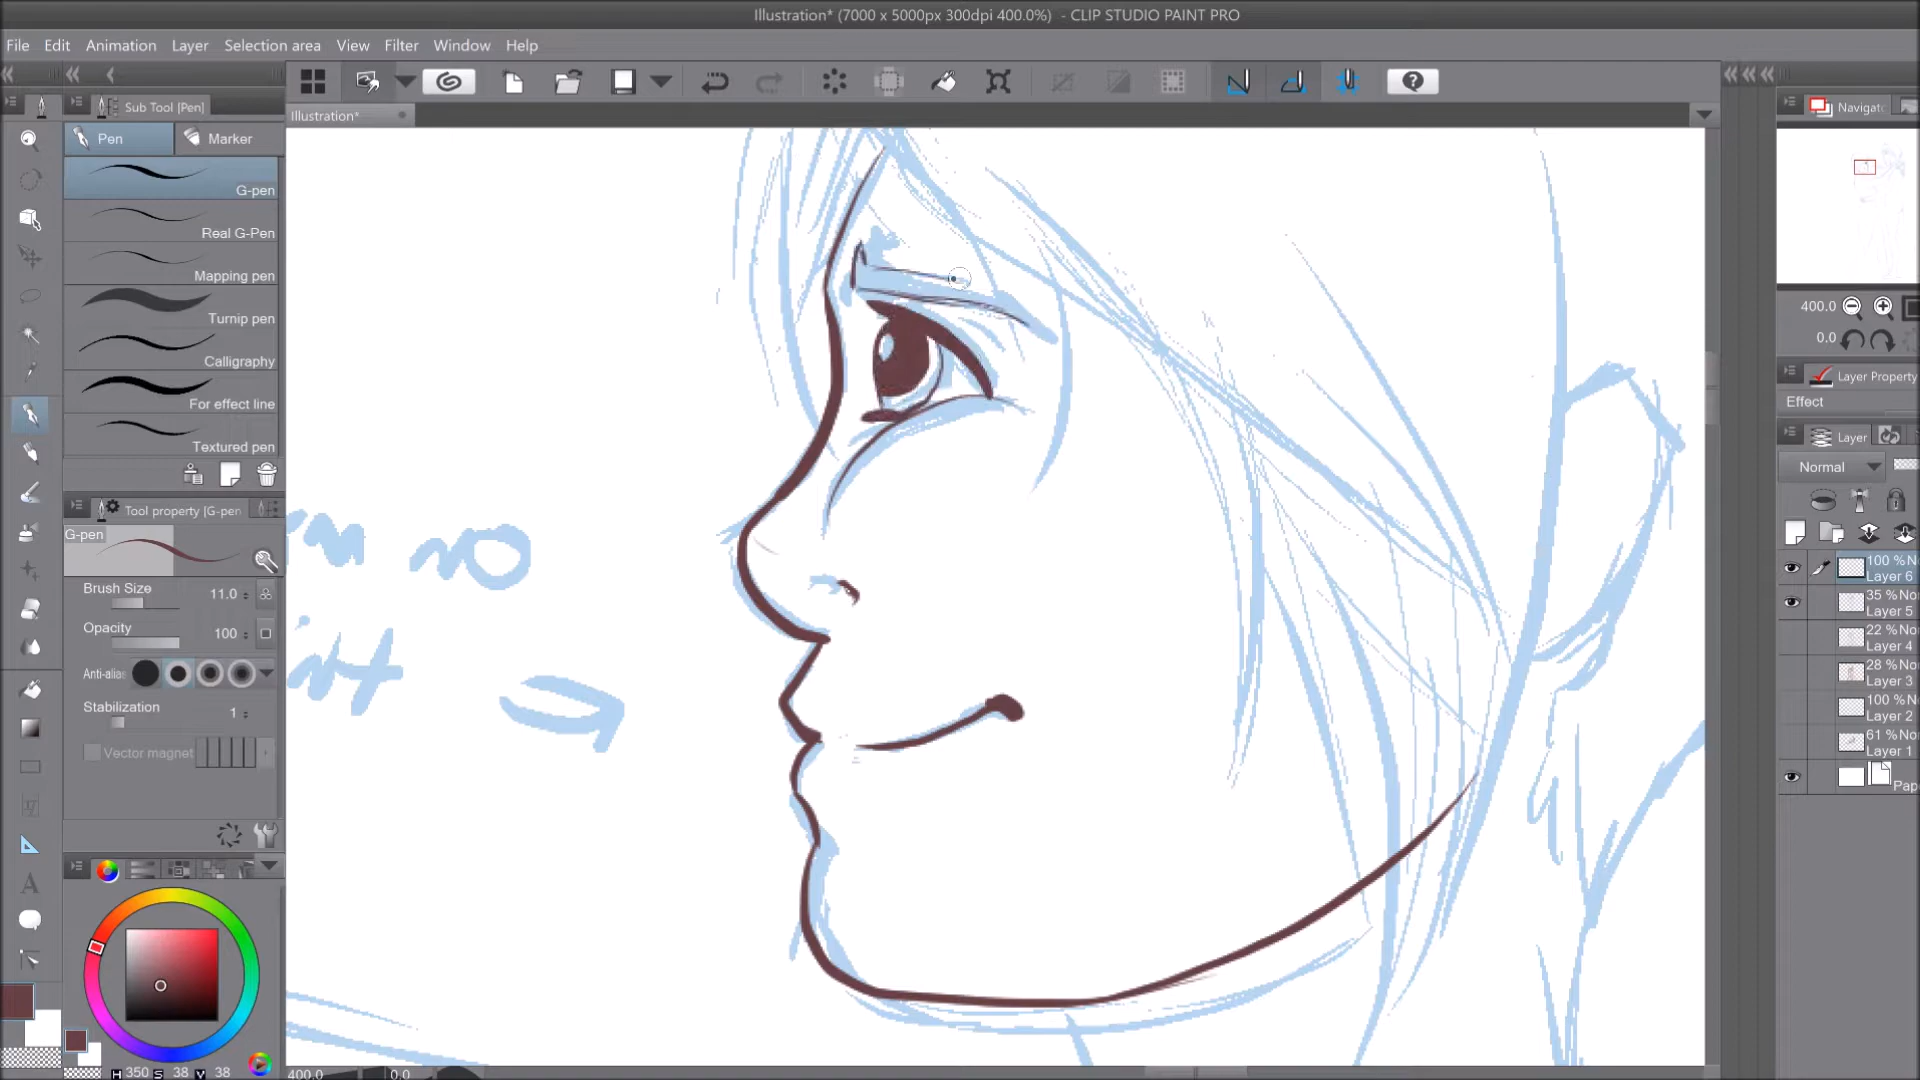 Illustration* (7000 x 5000px 300dpi 400.0%) - CLIP STUDIO PAINT PRO
File Edit Animation Layer Selection area View Filter Window Help
Sub Tool [Pen]
Pen Marker
G-pen
Real G-Pen
Mapping pen
Turnip pen
Calligraphy
For effect line
Textured pen
Tool property [G-pen
G-pen
Brush Size 11.0
Opacity 100
Anti-alias
Stabilization 1
Vector magnet
H 350 S 38 V 38
Illustration*
400.0 0.0
Navigato
400.0
0.0
Layer Property
Effect
Layer
Normal
100 %No
Layer 6
35 %No
Layer 5
22 %No
Layer 4
28 %No
Layer 3
100 %No
Layer 2
61 %No
Layer 1
Pap